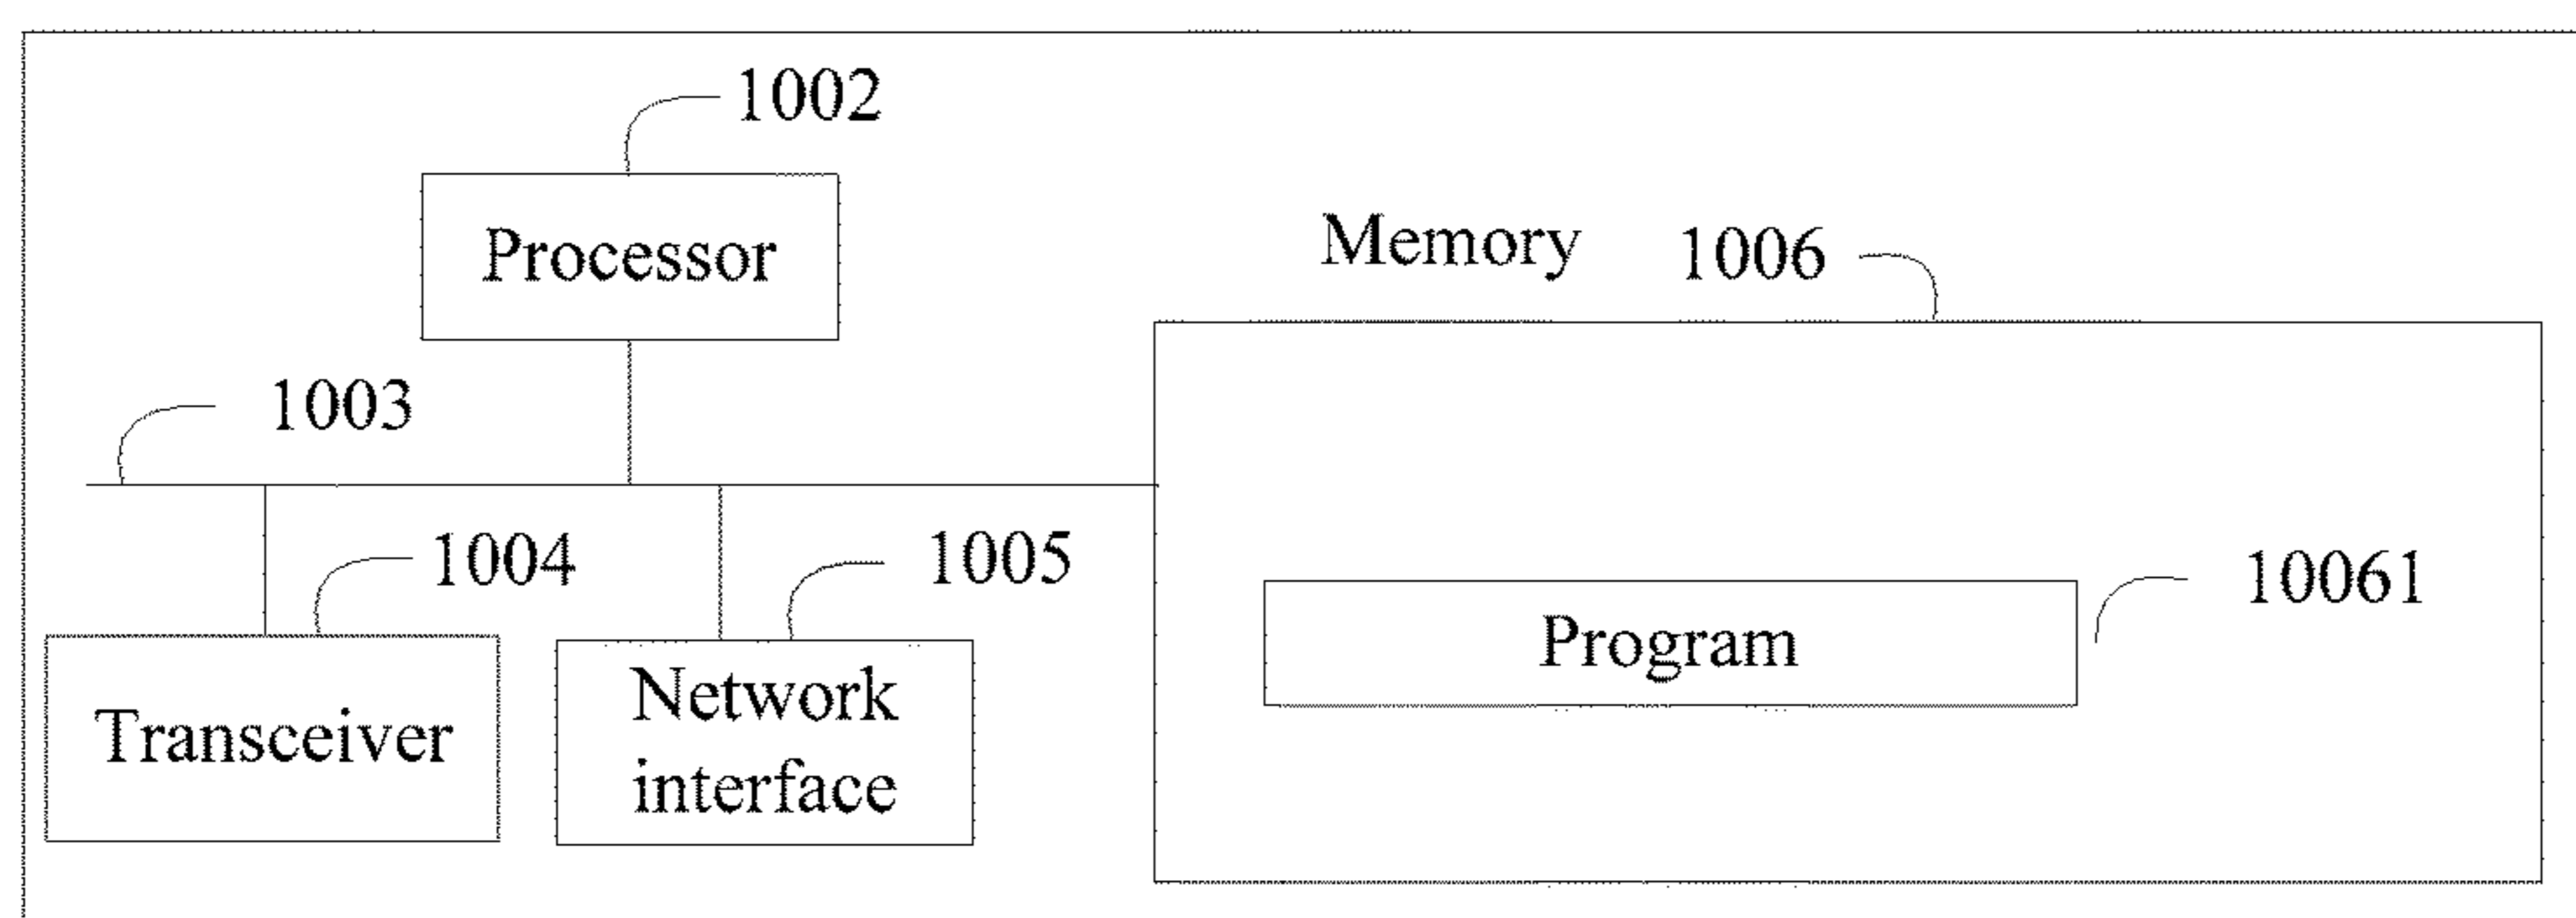 1002
Processor
Memory 1006
1003
1004
1005
10061
Program
Transceiver
Network
interface